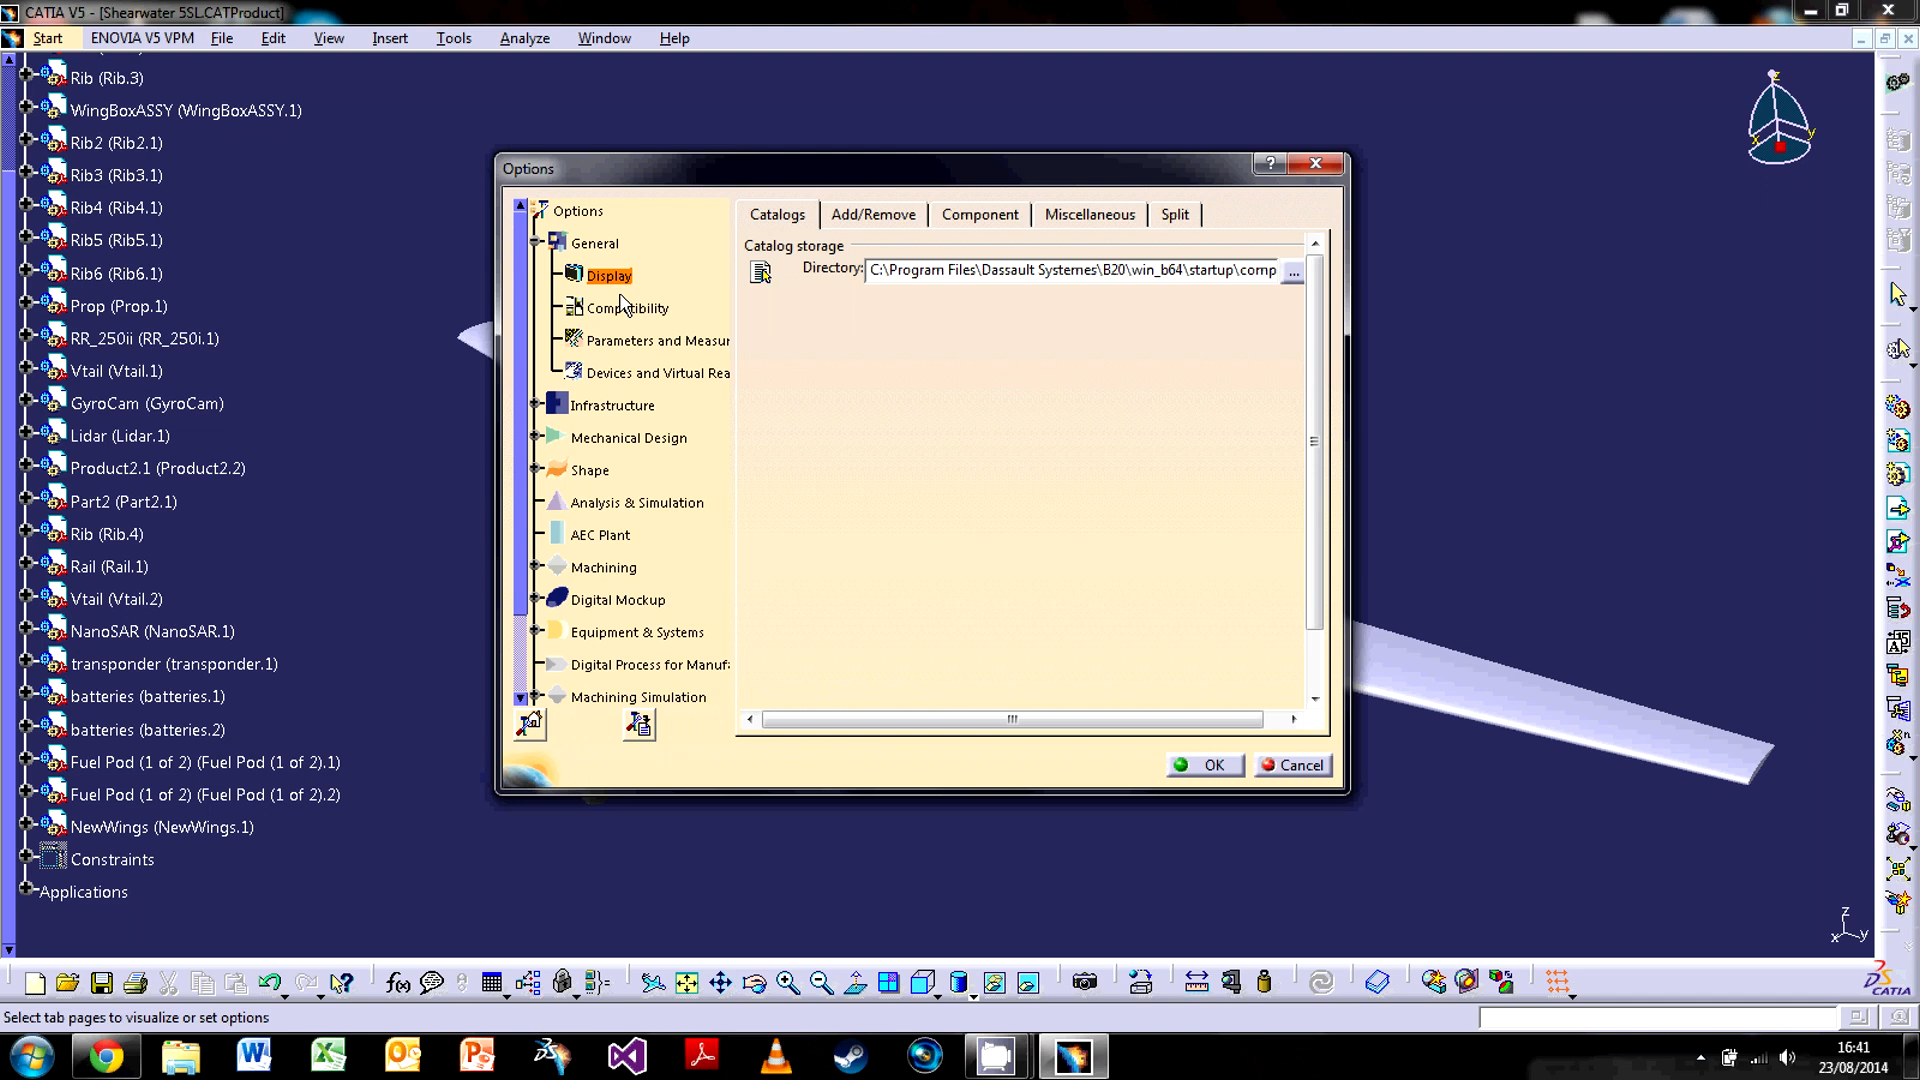 CATIA V5 - [Shearwater 5SL.CATProduct]
Start ENOVIA V5 VPM File Edit View Insert Tools Analyze Window Help
Rib (Rib.3)
WingBoxASSY (WingBoxASSY.1)
Rib2 (Rib2.1)
Rib3 (Rib3.1)
Rib4 (Rib4.1)
Rib5 (Rib5.1)
Rib6 (Rib6.1)
Prop (Prop.1)
RR_250ii (RR_250i.1)
Vtail (Vtail.1)
GyroCam (GyroCam)
Lidar (Lidar.1)
Product2.1 (Product2.2)
Part2 (Part2.1)
Rib (Rib.4)
Rail (Rail.1)
Vtail (Vtail.2)
NanoSAR (NanoSAR.1)
transponder (transponder.1)
batteries (batteries.1)
batteries (batteries.2)
Fuel Pod (1 of 2) (Fuel Pod (1 of 2).1)
Fuel Pod (1 of 2) (Fuel Pod (1 of 2).2)
NewWings (NewWings.1)
Constraints
Applications
Options
Options
General
Display
Compatibility
Parameters and Measur
Devices and Virtual Rea
Infrastructure
Mechanical Design
Shape
Analysis & Simulation
AEC Plant
Machining
Digital Mockup
Equipment & Systems
Digital Process for Manufa
Machining Simulation
Catalogs Add/Remove Component Miscellaneous Split
Catalog storage
Directory: C:\Program Files\Dassault Systemes\B20\win_b64\startup\comp ...
OK Cancel
z
x y
z
x y
f(x)
CATIA
Select tab pages to visualize or set options
16:41
23/08/2014